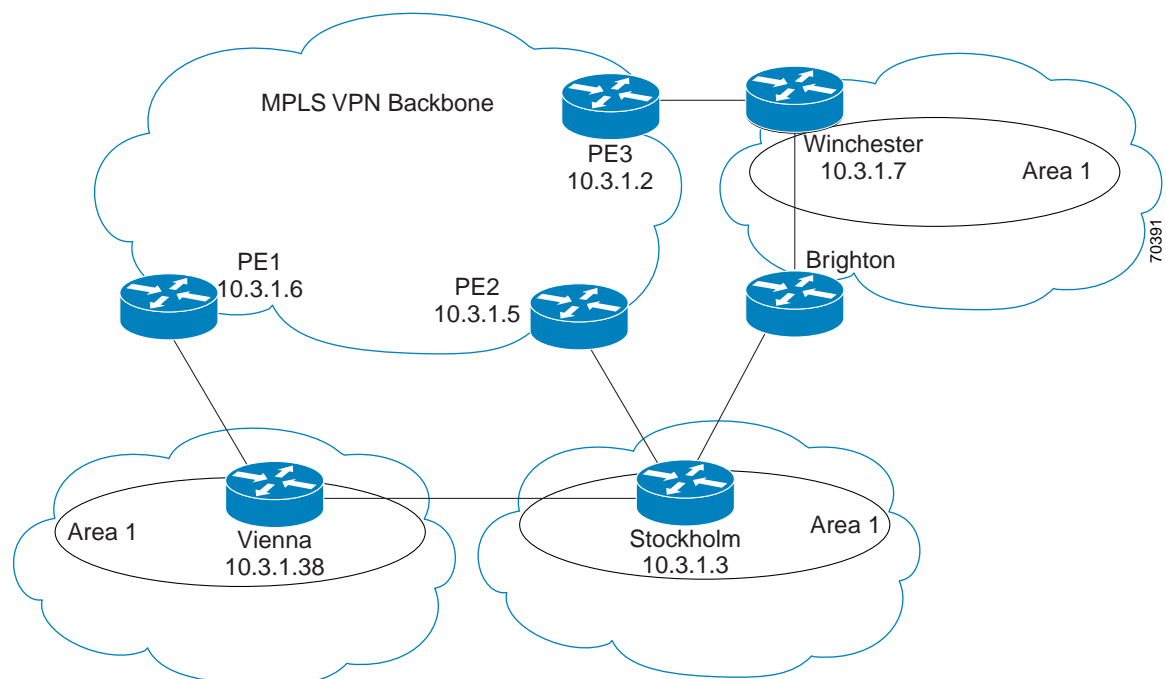 MPLS VPN Backbone
PE3
10.3.1.2
Winchester
10.3.1.7
Area 1
70391
PE1
10.3.1.6
PE2
10.3.1.5
Brighton
Area 1
Vienna
10.3.1.38
Stockholm
10.3.1.3
Area 1